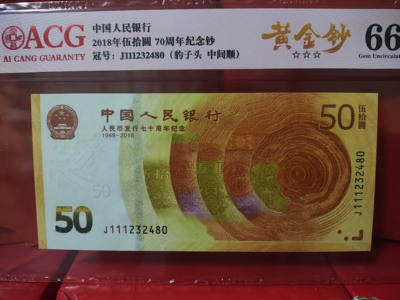 ACG
AI CANG GUARANTY
中国人民银行
2018年伍拾圆 70周年纪念钞
冠号：J111232480（豹子头 中间顺）
黄金钞
☆☆☆
66
Gem Uncirculated
中国人民银行
人民币发行七十周年纪念
1948-2018
50
伍拾圆
50
50
J111232480
J111232480